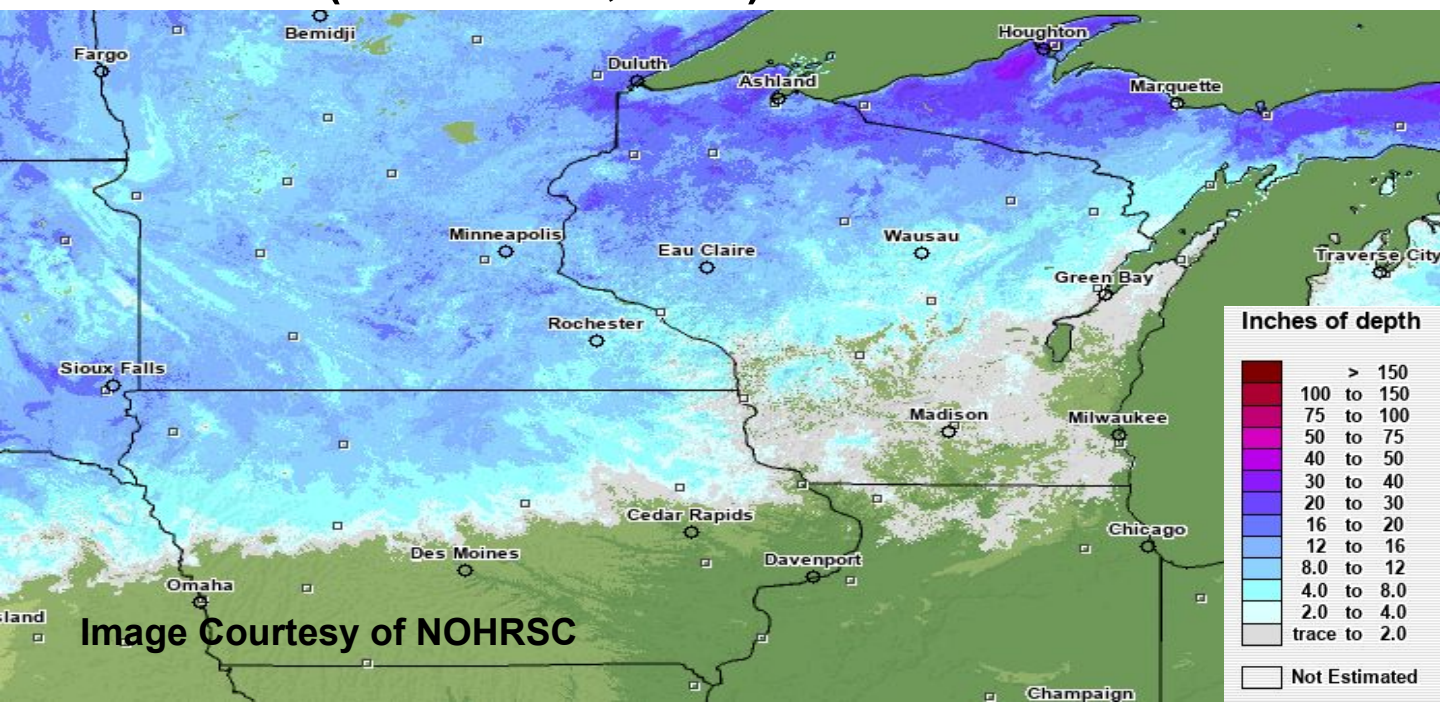 Bemidji
Fargo
Houghton
Duluth
Ashland
Marquette
Minneapolis
Eau Claire
Wausau
Traverse City
Green Bay
Rochester
Sioux Falls
Madison
Milwaukee
Cedar Rapids
Chicago
Des Moines
Davenport
Omaha
sland
Image Courtesy of NOHRSC
Champaign
Inches of depth
> 150
100 to 150
75 to 100
50 to 75
40 to 50
30 to 40
20 to 30
16 to 20
12 to 16
8.0 to 12
4.0 to 8.0
2.0 to 4.0
trace to 2.0
Not Estimated